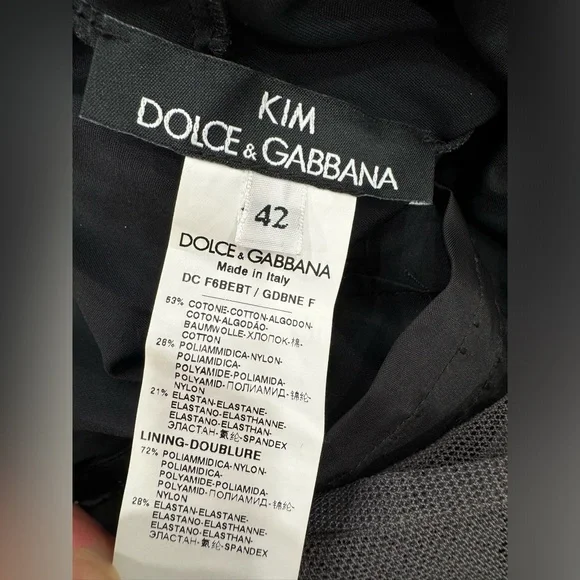 KIM
DOLCE & GABBANA
42
DOLCE & GABBANA
Made in Italy
DC F6BEBT / GDBNE F
53% COTONE-COTTON-ALGODON-
COTON-ALGODÃO-
BAUMWOLLE-ХЛОПОК-棉-
COTTON
26% POLIAMMIDICA-NYLON-
POLIAMIDICA-
POLYAMIDE-POLIAMIDA-
POLYAMID-ПОЛИАМИД-锦纶-
NYLON
21% ELASTAN-ELASTANE-
ELASTANO-ELASTHANNE-
ELASTANO-ELASTHAN-
ЭЛАСТАН-氨纶-SPANDEX
LINING-DOUBLURE
72% POLIAMMIDICA-NYLON-
POLIAMIDICA-
POLYAMIDE-POLIAMIDA-
POLYAMID-ПОЛИАМИД-锦纶-
NYLON
28% ELASTAN-ELASTANE-
ELASTANO-ELASTHANNE-
ELASTANO-ELASTHAN-
ЭЛАСТАН-氨纶-SPANDEX